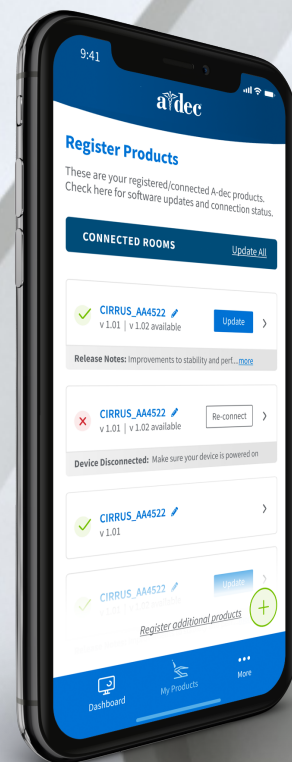 9:41
a dec
Register Products
These are your registered/connected A-dec products.
Check here for software updates and connection status.
CONNECTED ROOMS Update All
CIRRUS_AA4522 Update
v 1.01 | v 1.02 available
Release Notes: Improvements to stability and perf...more
CIRRUS_AA4522 Re-connect
v 1.01 | v 1.02 available
Device Disconnected: Make sure your device is powered on
CIRRUS_AA4522
v 1.01
CIRRUS_AA4522 Update
Register additional products +
Dashboard My Products More